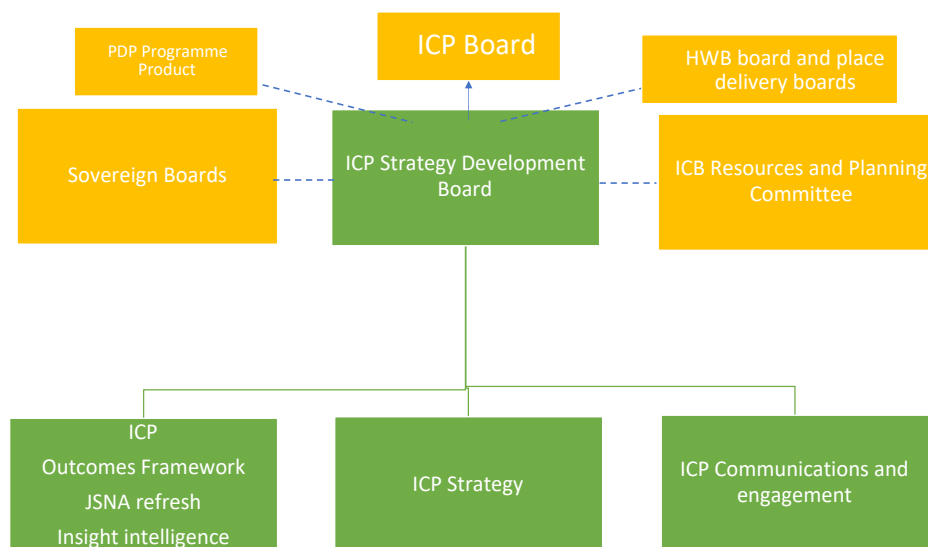 PDP Programme
Product
ICP Board
HWB board and place
delivery boards
Sovereign Boards
ICP Strategy Development
Board
ICB Resources and Planning
Committee
ICP
Outcomes Framework
JSNA refresh
Insight intelligence
ICP Strategy
ICP Communications and
engagement